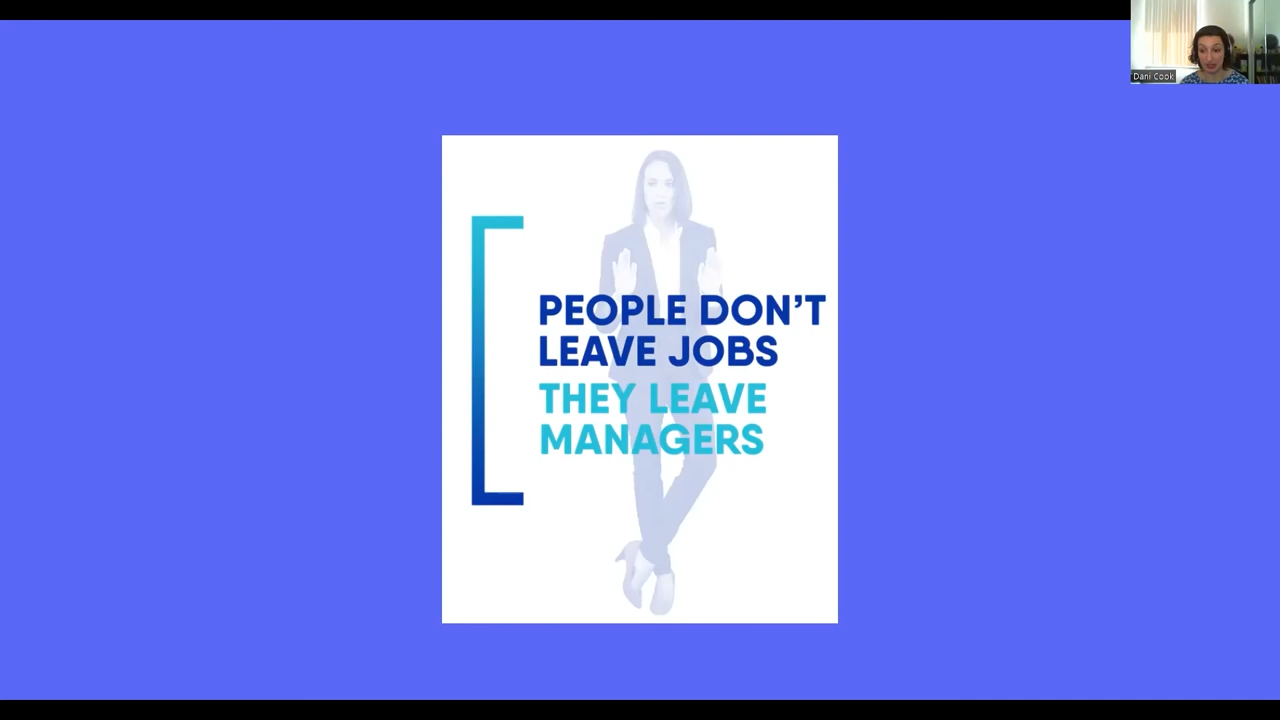 Dani Cook
PEOPLE DON'T
LEAVE JOBS
THEY LEAVE
MANAGERS